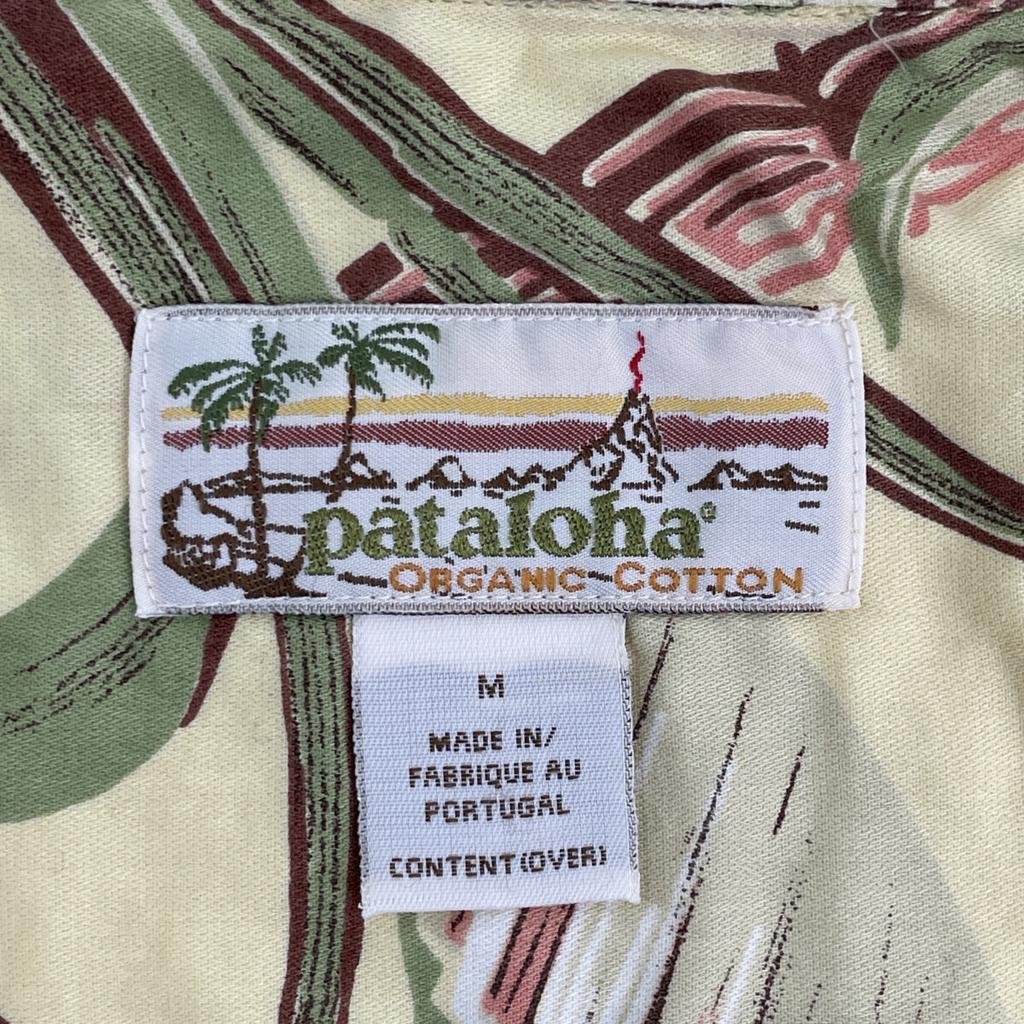 pataloha®
ORGANIC COTTON
M
MADE IN/
FABRIQUE AU
PORTUGAL
CONTENT(OVER)